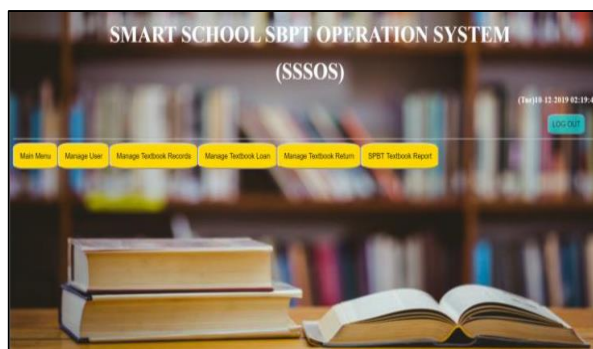 SMART SCHOOL SBPT OPERATION SYSTEM
(SSSOS)
(Tue)10-12-2019 02:19:4
LOG OUT
Main Menu
Manage User
Manage Textbook Records
Manage Textbook Loan
Manage Textbook Return
SPBT Textbook Report